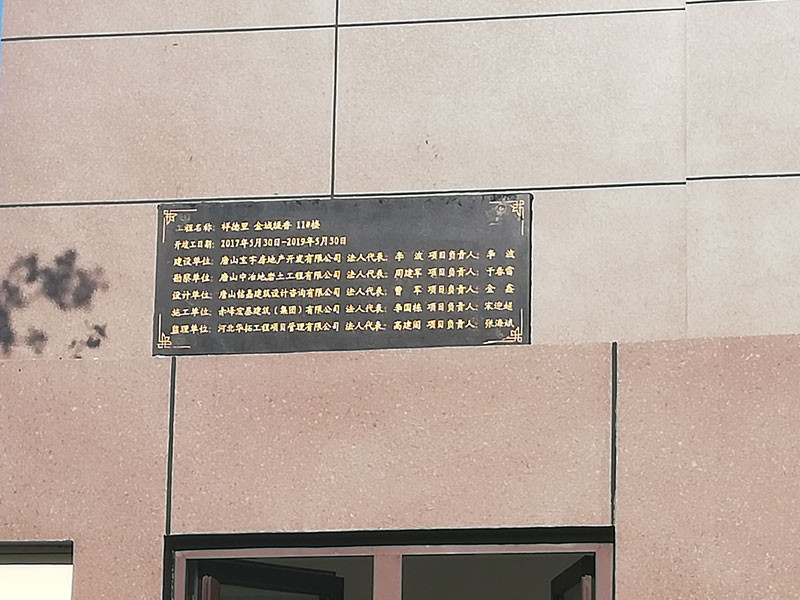 工程名称: 祥德里 金城缇香 11#楼
开竣工日期: 2017年5月30日-2019年5月30日
建设单位: 唐山宝宇房地产开发有限公司 法人代表: 李 波 项目负责人: 李 波
勘察单位: 唐山中冶地岩土工程有限公司 法人代表: 周建军 项目负责人: 于春雷
设计单位: 唐山铭嘉建筑设计咨询有限公司 法人代表: 曹 军 项目负责人: 金 鑫
施工单位: 赤峰宏基建筑(集团)有限公司 法人代表: 李国栋 项目负责人: 宋迎超
监理单位: 河北华拓工程项目管理有限公司 法人代表: 高建阁 项目负责人: 张海斌